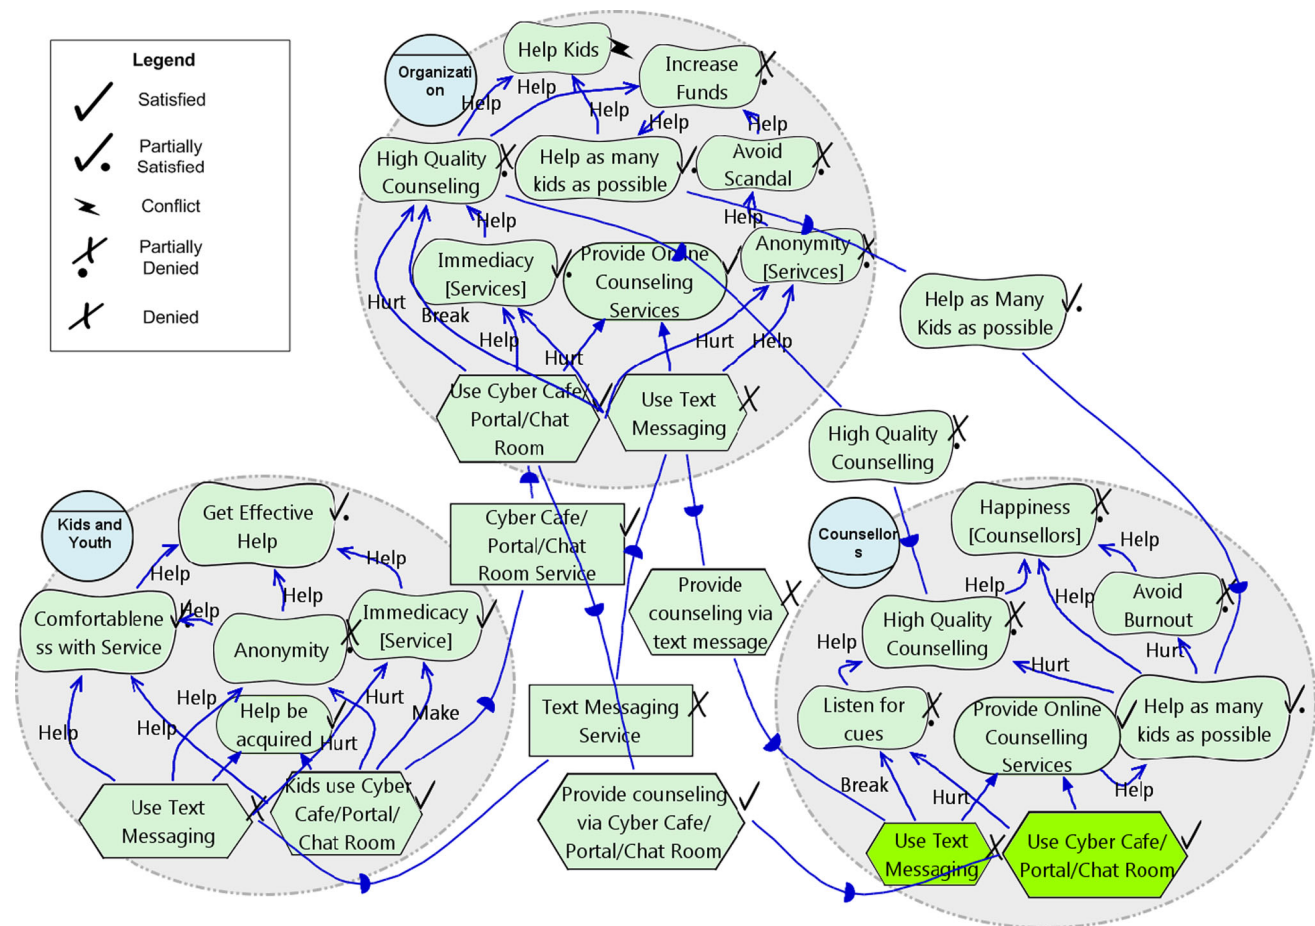 Legend
Satisfied
Partially
Satisfied
Conflict
Partially
Denied
Denied
Organizati
on
Help Kids
Increase
Funds
Help
Help
Help
Help
Help
High Quality
Counseling
Help as many
kids as possible
Avoid
Scandal
Help
Help
Immediacy
[Services]
Provide Online
Counseling
Services
Anonymity
[Serivces]
Hurt
Break
Help
Hurt
Hurt
Help
Use Cyber Cafe/
Portal/Chat
Room
Use Text
Messaging
Help as Many
Kids as possible
High Quality
Counselling
Kids and
Youth
Get Effective
Help
Help
Help
Help
Help
Comfortablene
ss with Service
Anonymity
Immedicacy
[Service]
Help
Help
Help
Hurt
Hurt
Make
Help be
acquired
Use Text
Messaging
Kids use Cyber
Cafe/Portal/
Chat Room
Cyber Cafe/
Portal/Chat
Room Service
Provide
counseling via
text message
Text Messaging
Service
Provide counseling
via Cyber Cafe/
Portal/Chat Room
Counsellor
s
Happiness
[Counsellors]
Help
Help
Help
Avoid
Burnout
High Quality
Counselling
Help
Hurt
Hurt
Listen for
cues
Provide Online
Counselling
Services
Help as many
kids as possible
Break
Hurt
Help
Use Text
Messaging
Use Cyber Cafe/
Portal/Chat Room